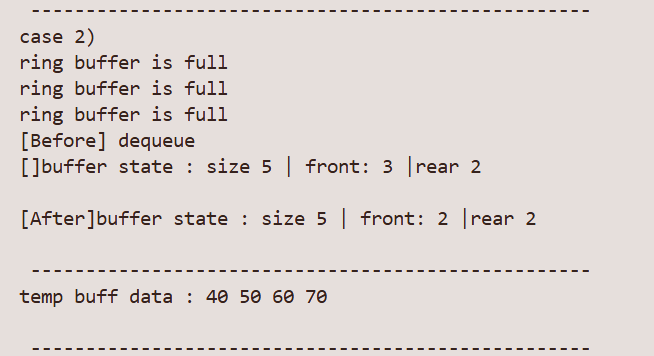 ---------------------------------------------------
case 2)
ring buffer is full
ring buffer is full
ring buffer is full
[Before] dequeue
[]buffer state : size 5 | front: 3 |rear 2
[After]buffer state : size 5 | front: 2 |rear 2
---------------------------------------------------
temp buff data : 40 50 60 70
---------------------------------------------------